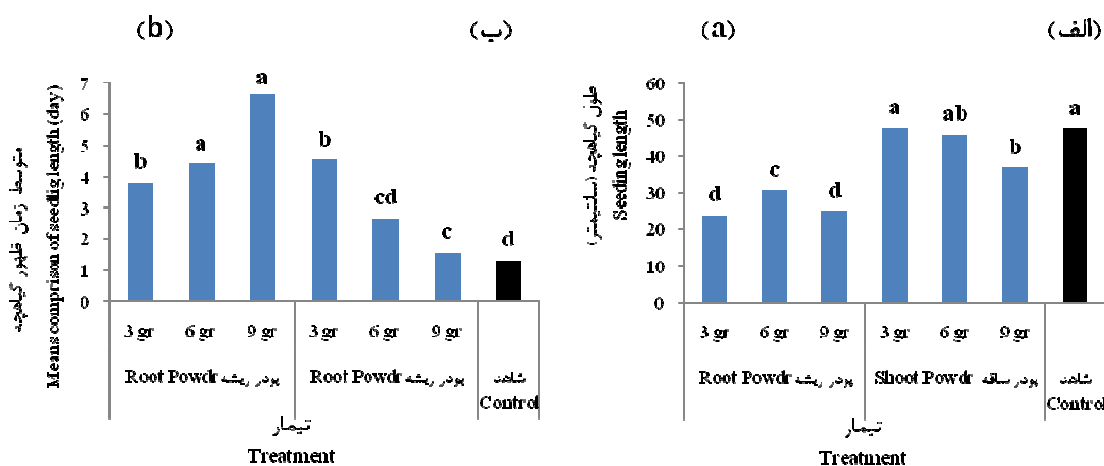 (b) (ب)
متوسط زمان ظهور گیاهچه
Means comprison of seedlig length (day)
7
6
5
4
3
2
1
0
b a a b cd c d
3 gr 6 gr 9 gr 3 gr 6 gr 9 gr
Root Powdr پودر ریشه Root Powdr پودر ریشه شاهد
Control
تیمار
Treatment
(a) (الف)
طول گیاهچه (سانتیمتر)
Seeding length
60
50
40
30
20
10
0
d c d a ab b a
3 gr 6 gr 9 gr 3 gr 6 gr 9 gr
Root Powdr پودر ریشه Shoot Powdr پودر ساقه شاهد
Control
تیمار
Treatment